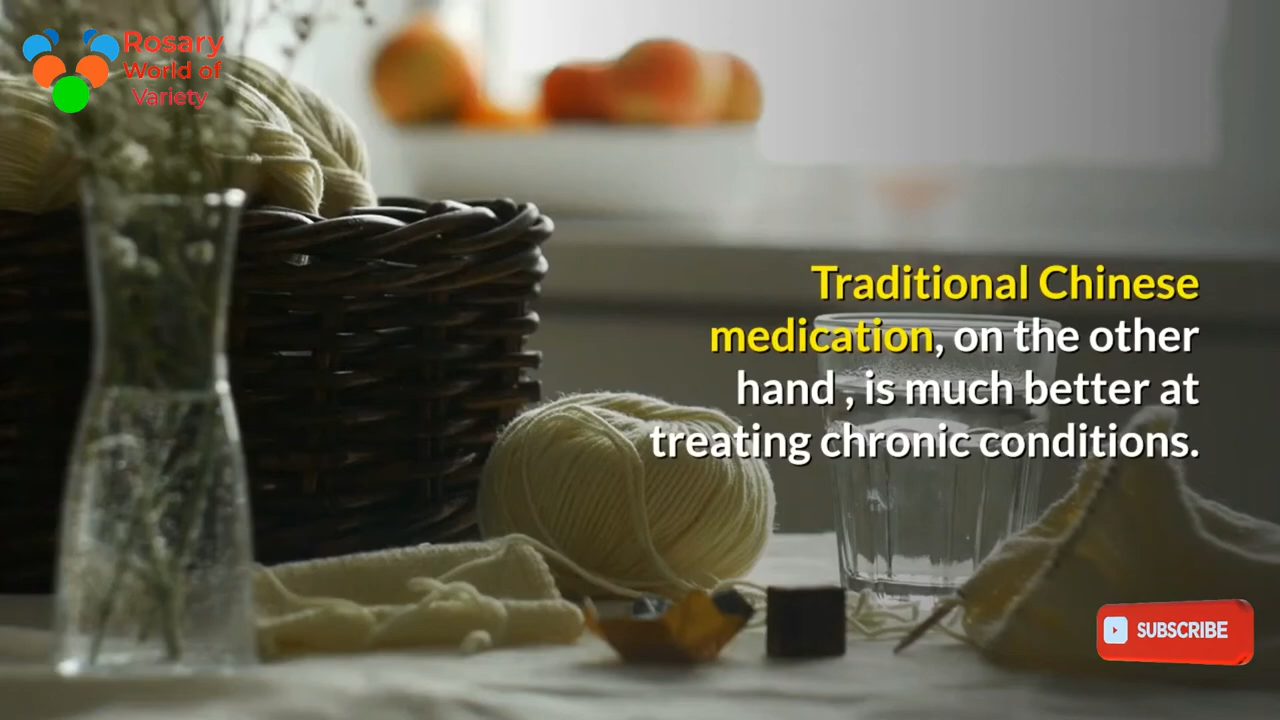 Rosary
World of
Variety
Traditional Chinese
medication, on the other
hand , is much better at
treating chronic conditions.
SUBSCRIBE